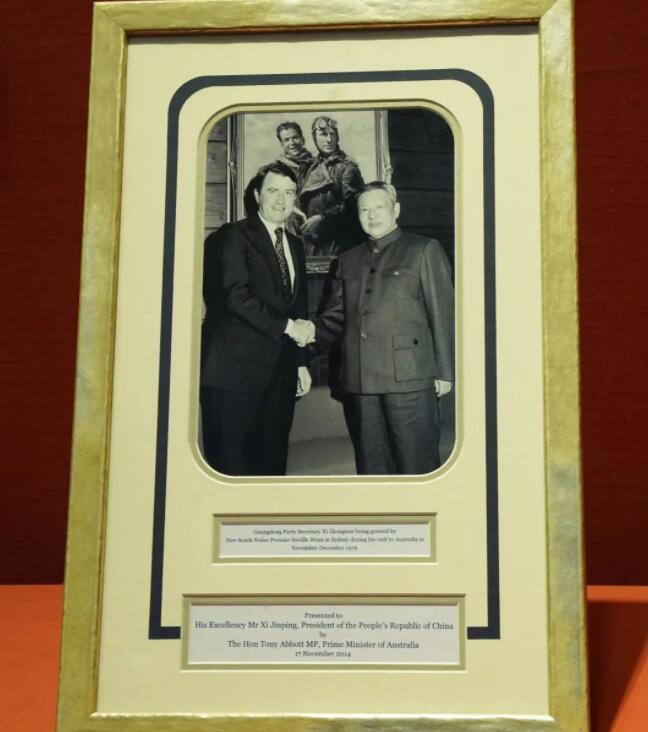 Guangdong Party Secretary Xi Zhongxun being greeted by
New South Wales Premier Neville Wran in Sydney during his visit to Australia in
November-December 1979
Presented to
His Excellency Mr Xi Jinping, President of the People's Republic of China
by
The Hon Tony Abbott MP, Prime Minister of Australia
17 November 2014